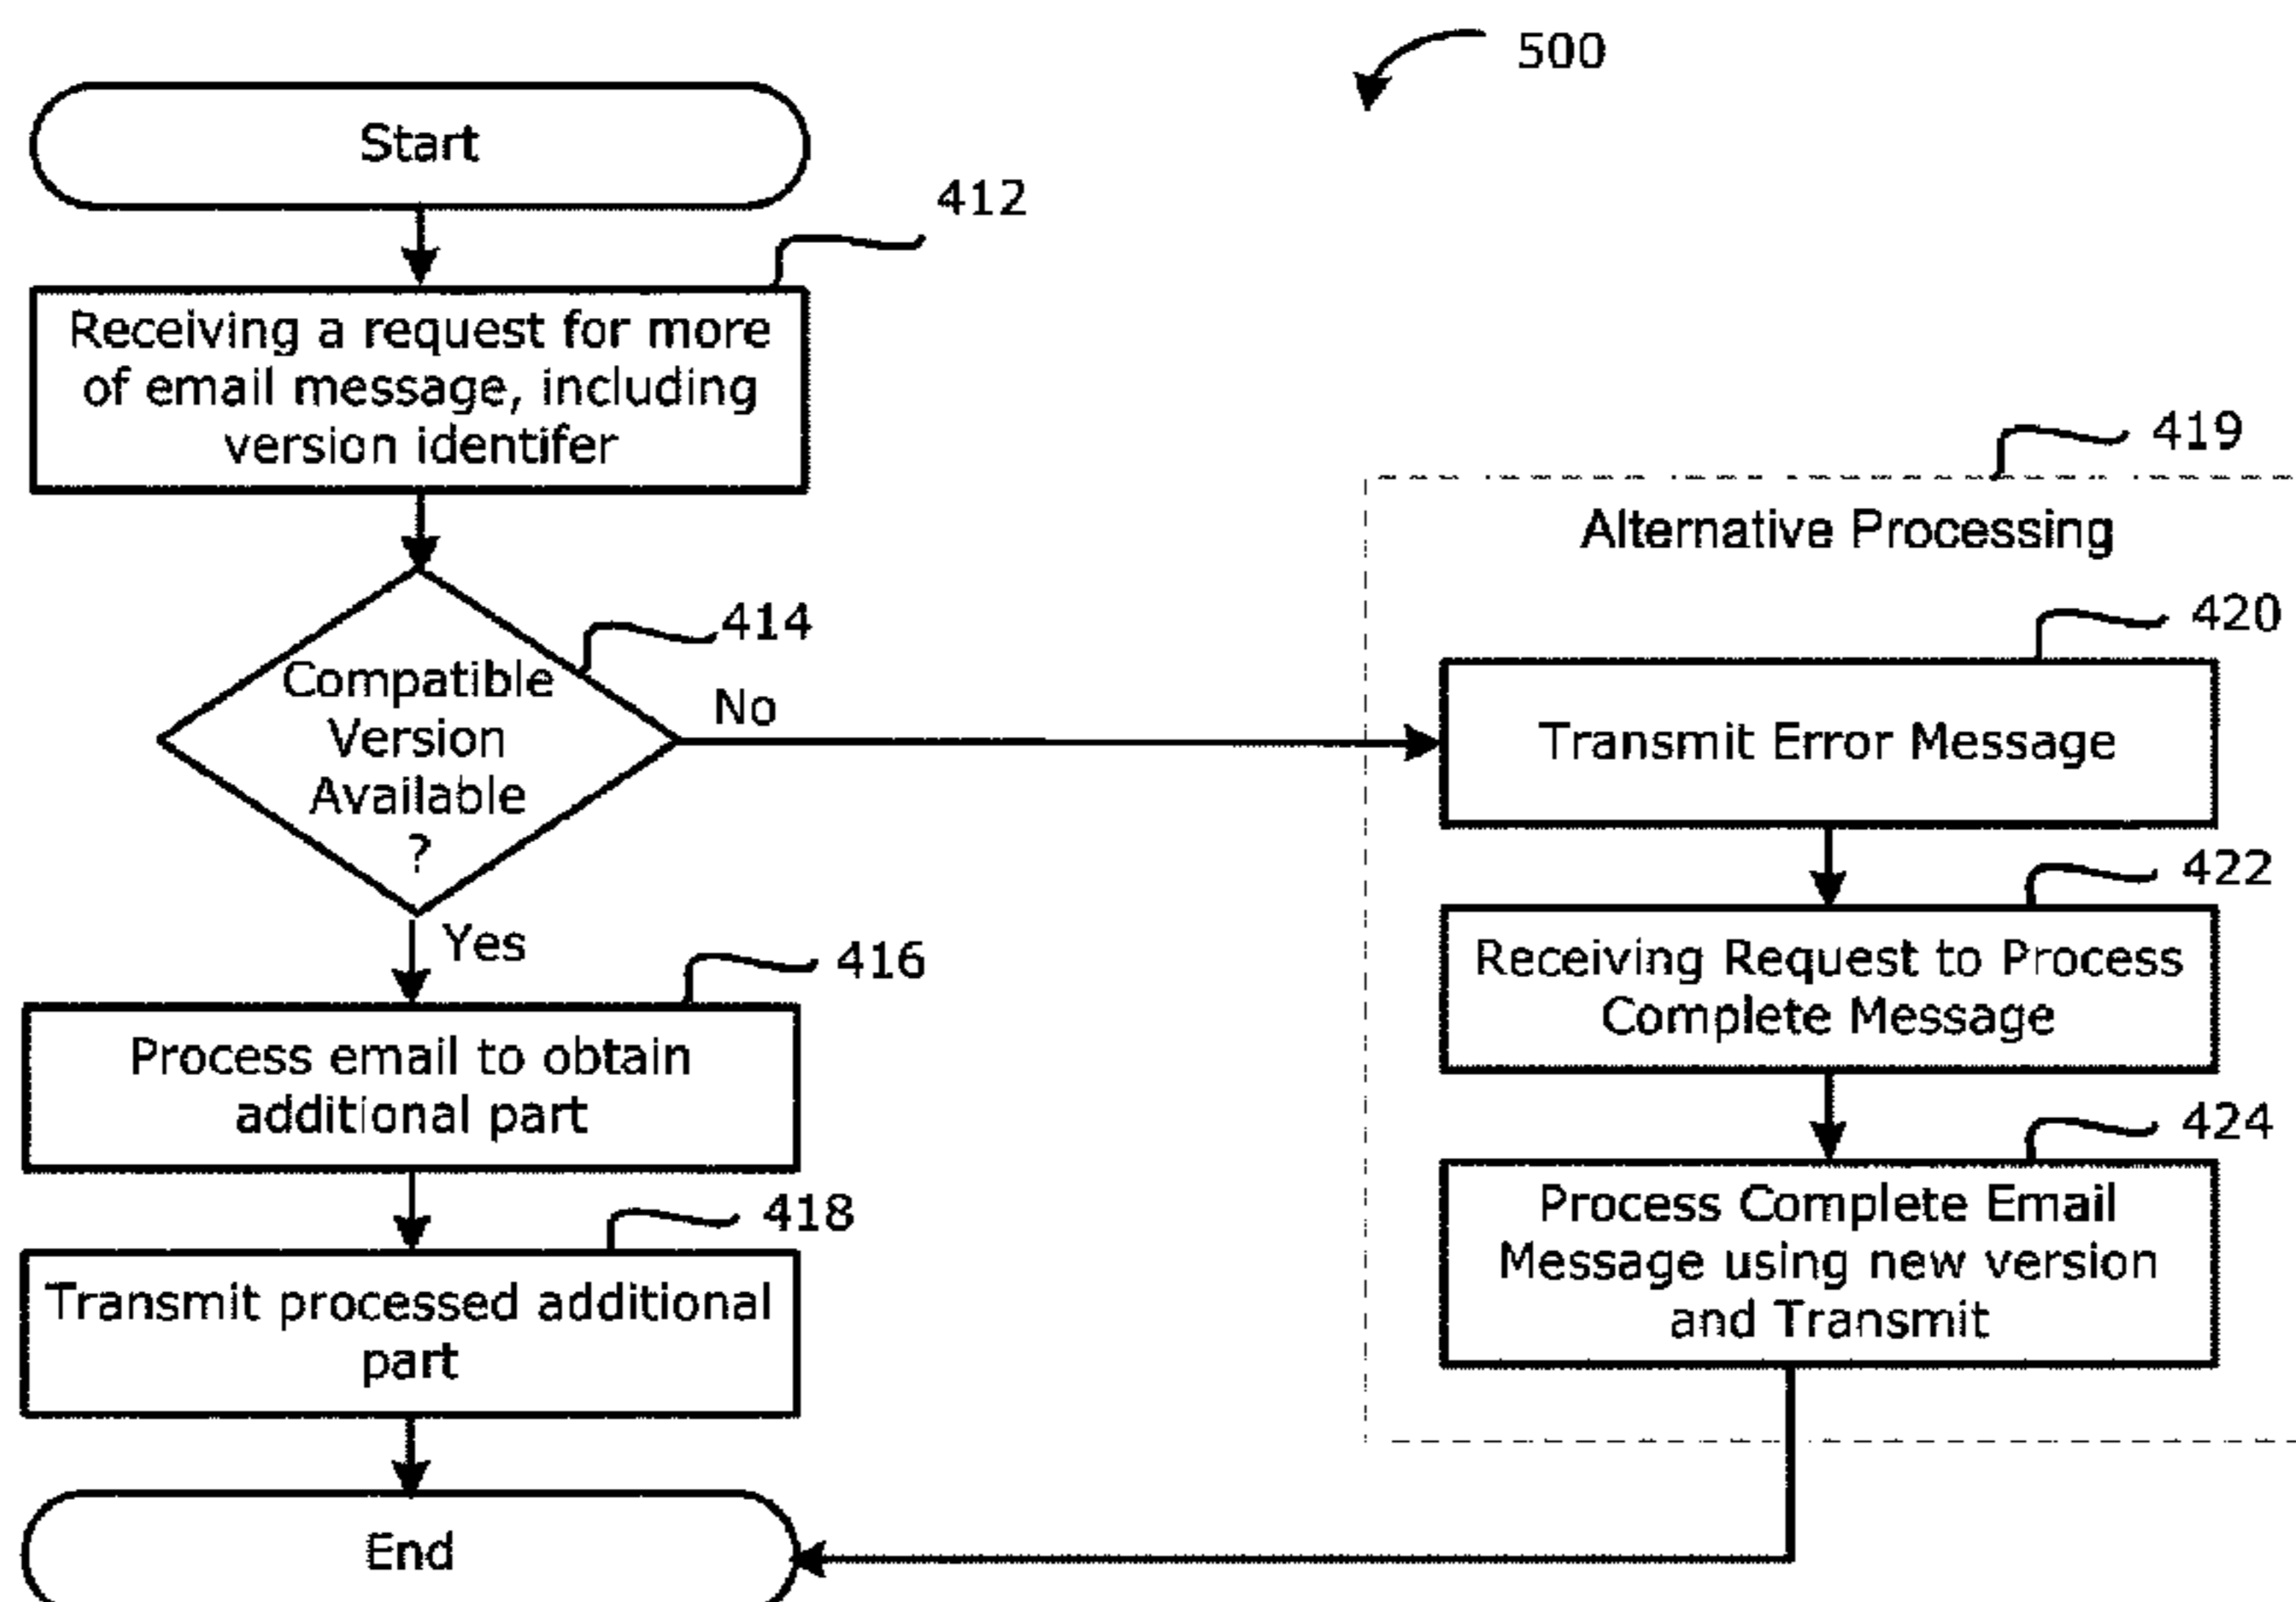 500
Start
412
Receiving a request for more
of email message, including
version identifer
419
Alternative Processing
414
Compatible
Version
Available
?
No
420
Transmit Error Message
Yes
422
Receiving Request to Process
Complete Message
416
Process email to obtain
additional part
424
Process Complete Email
Message using new version
and Transmit
418
Transmit processed additional
part
End